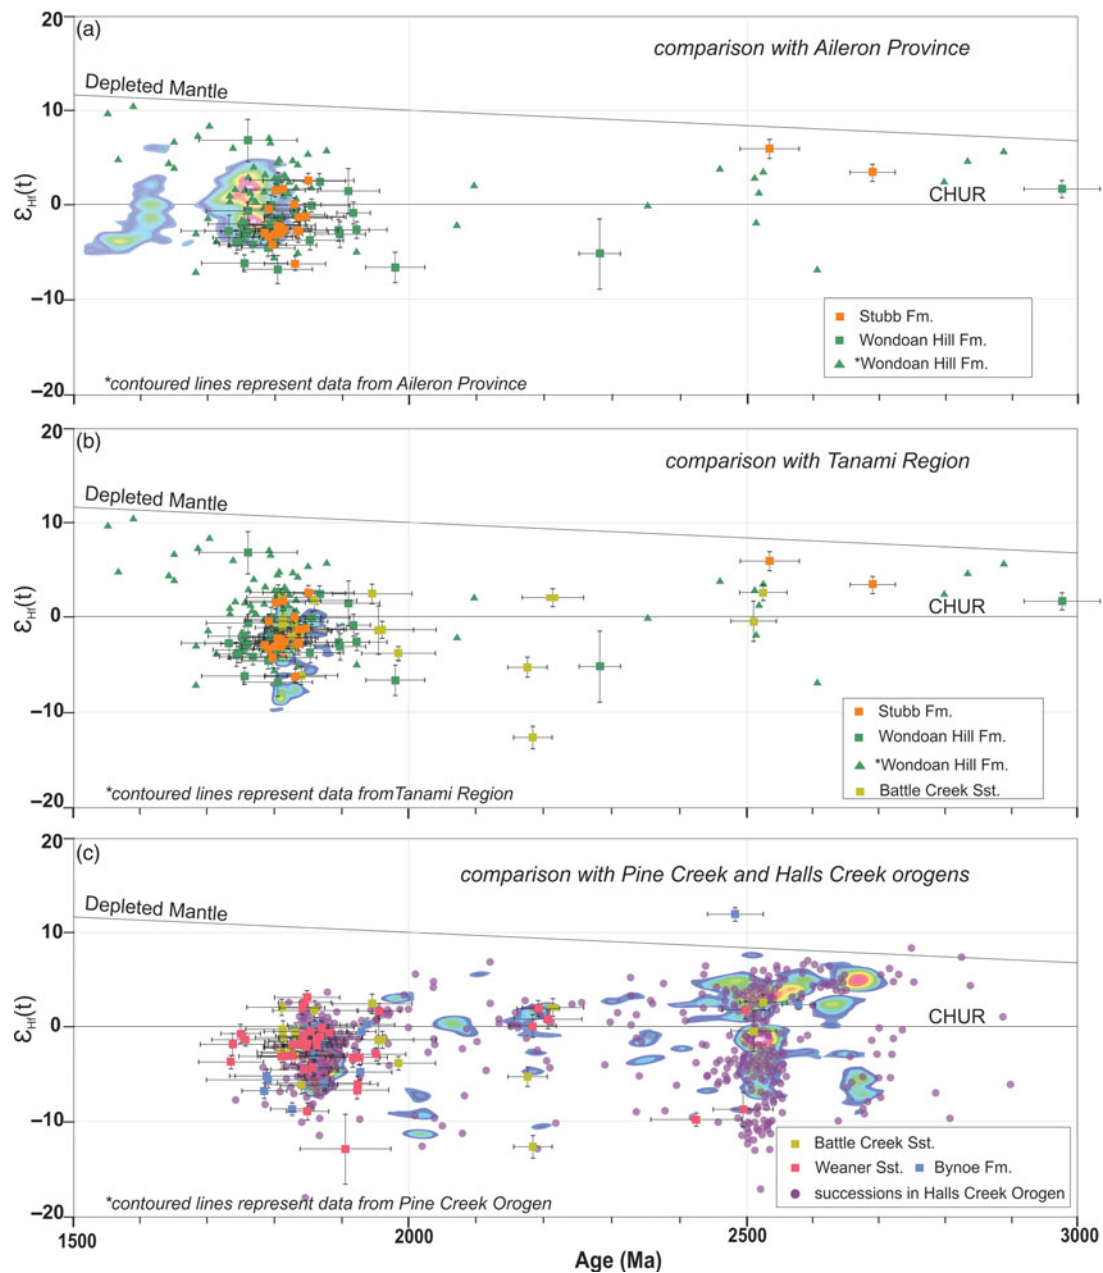 20
(a)
comparison with Aileron Province
Depleted Mantle
10
εHf(t)
0
CHUR
–10
Stubb Fm.
Wondoan Hill Fm.
*Wondoan Hill Fm.
*contoured lines represent data from Aileron Province
–20
20
(b)
comparison with Tanami Region
Depleted Mantle
10
εHf(t)
0
CHUR
–10
Stubb Fm.
Wondoan Hill Fm.
*Wondoan Hill Fm.
Battle Creek Sst.
*contoured lines represent data fromTanami Region
–20
20
(c)
comparison with Pine Creek and Halls Creek orogens
Depleted Mantle
10
εHf(t)
0
CHUR
–10
Battle Creek Sst.
Weaner Sst. Bynoe Fm.
successions in Halls Creek Orogen
*contoured lines represent data from Pine Creek Orogen
–20
1500 2000 2500 3000
Age (Ma)